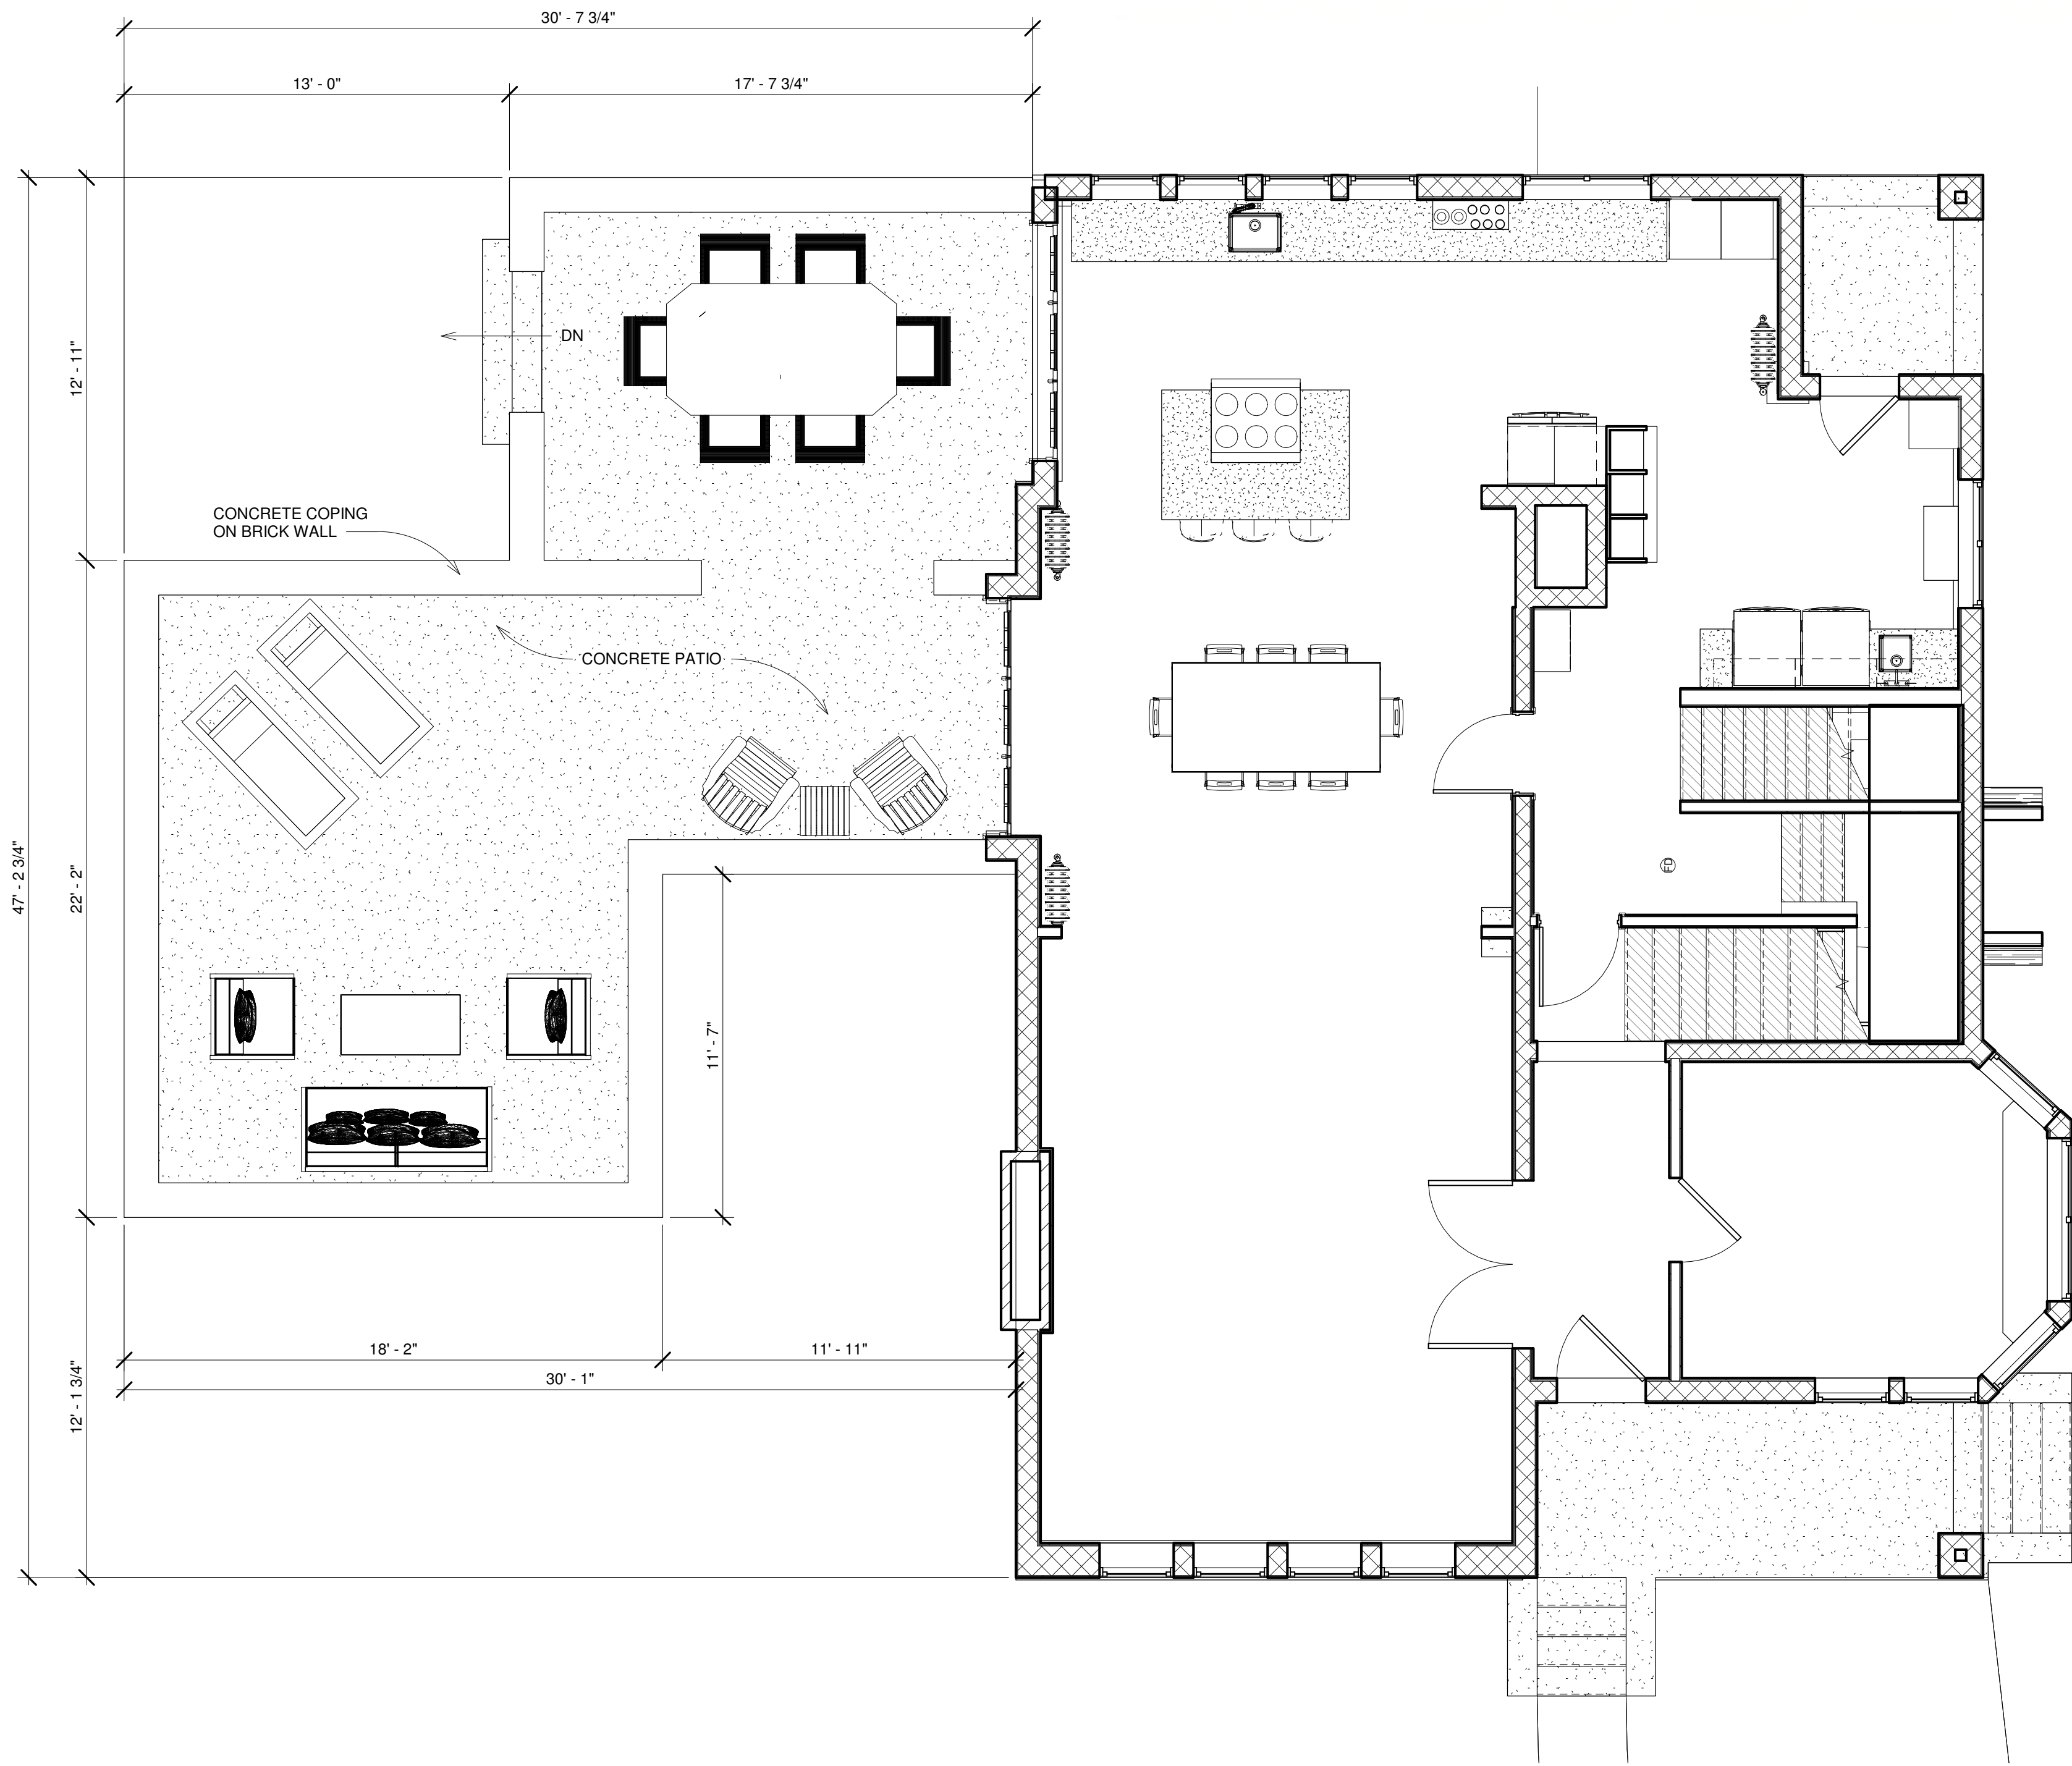 30' - 7 3/4"
13' - 0"
17' - 7 3/4"
DN
12' - 11"
CONCRETE COPING
ON BRICK WALL
CONCRETE PATIO
47' - 2 3/4"
22' - 2"
FD
11' - 7"
18' - 2"
11' - 11"
30' - 1"
12' - 1 3/4"